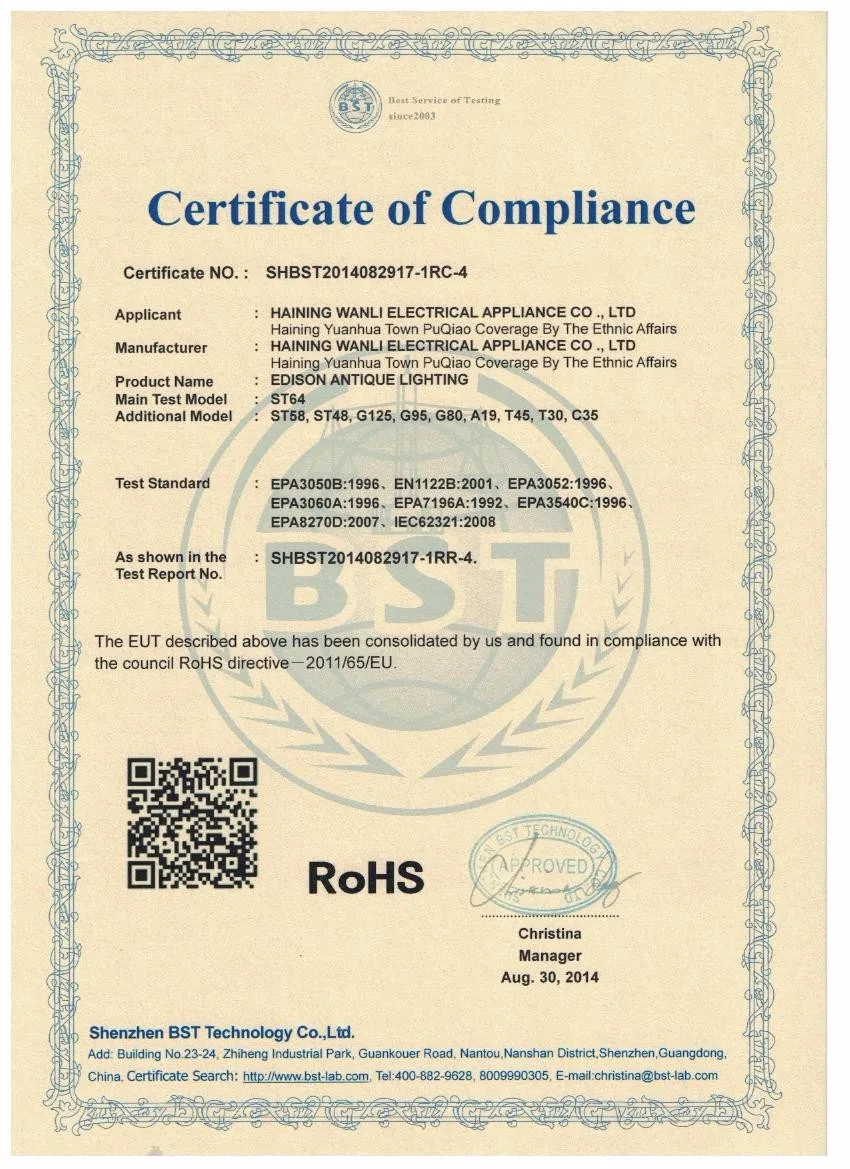 BST
Best Service of Testing
since2003
Certificate of Compliance
Certificate NO. : SHBST2014082917-1RC-4
Applicant : HAINING WANLI ELECTRICAL APPLIANCE CO ., LTD
Haining Yuanhua Town PuQiao Coverage By The Ethnic Affairs
Manufacturer : HAINING WANLI ELECTRICAL APPLIANCE CO ., LTD
Haining Yuanhua Town PuQiao Coverage By The Ethnic Affairs
Product Name : EDISON ANTIQUE LIGHTING
Main Test Model : ST64
Additional Model : ST58, ST48, G125, G95, G80, A19, T45, T30, C35
Test Standard : EPA3050B:1996、EN1122B:2001、EPA3052:1996、
EPA3060A:1996、EPA7196A:1992、EPA3540C:1996、
EPA8270D:2007、IEC62321:2008
As shown in the : SHBST2014082917-1RR-4.
Test Report No.
BST
The EUT described above has been consolidated by us and found in compliance with
the council RoHS directive－2011/65/EU.
RoHS
SHENZHEN BST TECHNOLOGY CO.,LTD
APPROVED
Christina
Manager
Aug. 30, 2014
Shenzhen BST Technology Co.,Ltd.
Add: Building No.23-24, Zhiheng Industrial Park, Guankouer Road, Nantou,Nanshan District,Shenzhen,Guangdong,
China. Certificate Search: http://www.bst-lab.com, Tel:400-882-9628, 8009990305, E-mail:christina@bst-lab.com